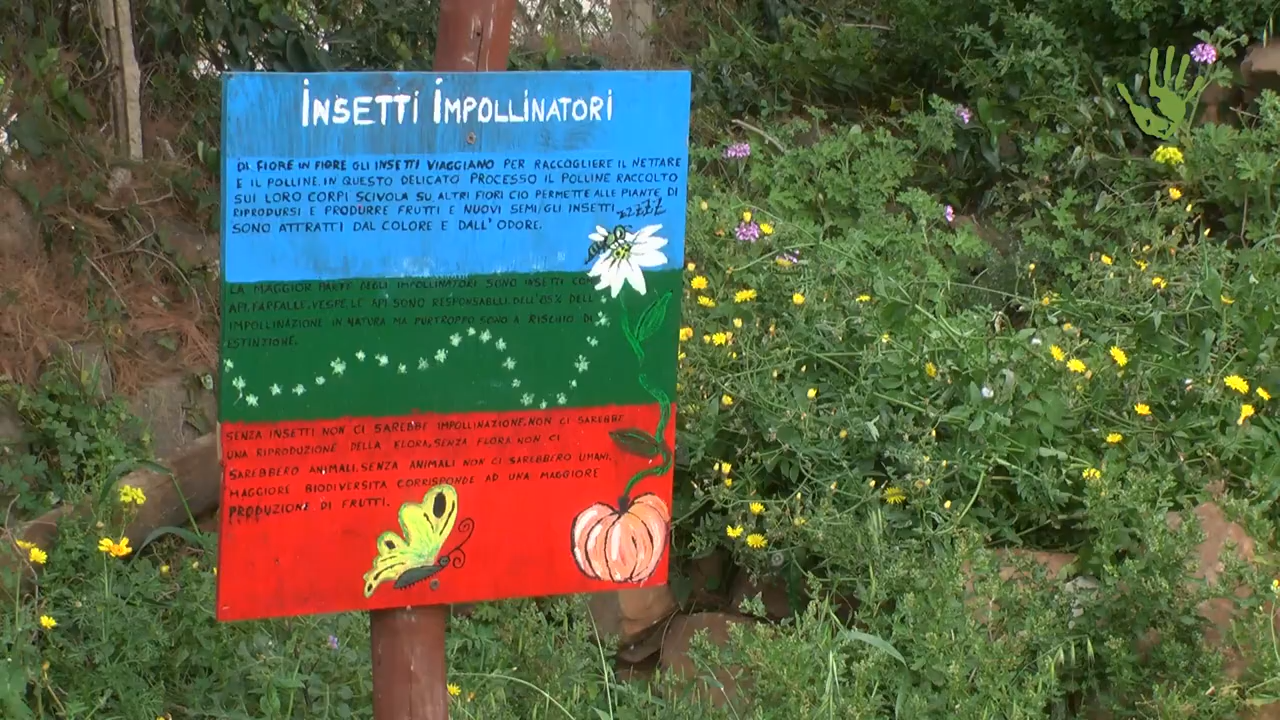 INSETTI IMPOLLINATORI
DI FIORE IN FIORE GLI INSETTI VIAGGIANO PER RACCOGLIERE IL NETTARE
E IL POLLINE. IN QUESTO DELICATO PROCESSO IL POLLINE RACCOLTO
SUI LORO CORPI SCIVOLA SU ALTRI FIORI CIO PERMETTE ALLE PIANTE DI
RIPRODURSI E PRODURRE FRUTTI E NUOVI SEMI, GLI INSETTI
SONO ATTRATTI DAL COLORE E DALL'ODORE.
ZZZZZ
LA MAGGIOR PARTE DEGLI IMPOLLINATORI SONO INSETTI COME
API, FARFALLE, VESPE. LE API SONO RESPONSABILI DELL'85% DELL
IMPOLLINAZIONE IN NATURA MA PURTROPPO SONO A RISCHIO DI
ESTINZIONE.
SENZA INSETTI NON CI SAREBBE IMPOLLINAZIONE. NON CI SAREBBE
UNA RIPRODUZIONE DELLA FLORA, SENZA FLORA NON CI
SAREBBERO ANIMALI. SENZA ANIMALI NON CI SAREBBERO UMANI.
MAGGIORE BIODIVERSITA CORRISPONDE AD UNA MAGGIORE
PRODUZIONE DI FRUTTI.